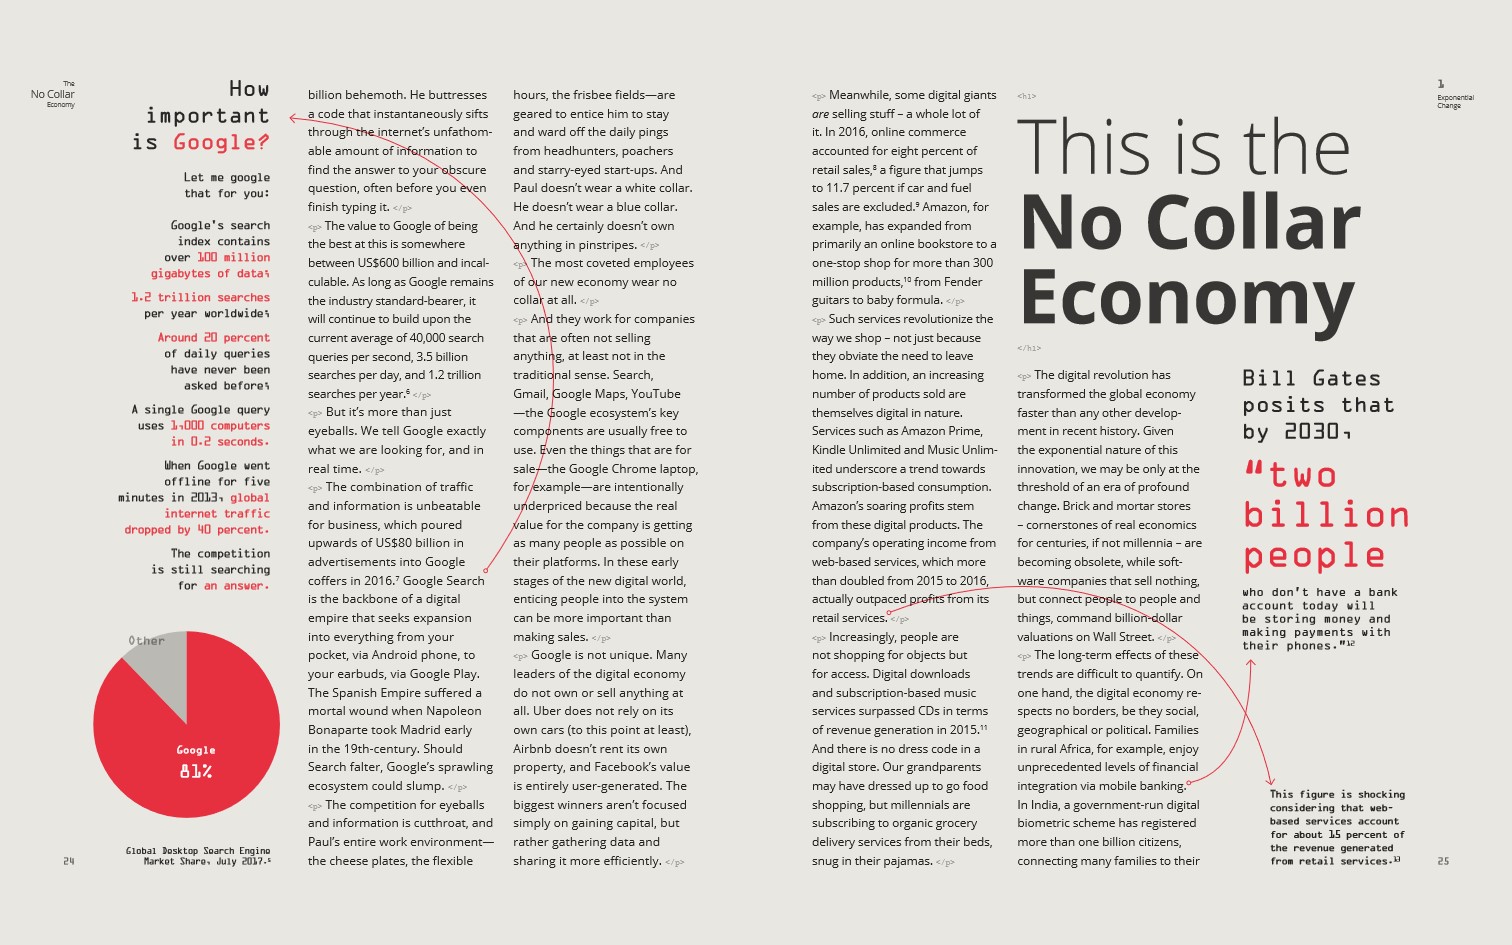 The
No Collar
Economy
How
important
is Google?
Let me google
that for you:
Google's search
index contains
over 100 million
gigabytes of data;
1.2 trillion searches
per year worldwide;
Around 20 percent
of daily queries
have never been
asked before;
A single Google query
uses 1,000 computers
in 0.2 seconds.
When Google went
offline for five
minutes in 2013, global
internet traffic
dropped by 40 percent.
The competition
is still searching
for an answer.
Other
Google
81%
Global Desktop Search Engine
Market Share, July 2017.⁵
24
billion behemoth. He buttresses
a code that instantaneously sifts
through the internet’s unfathom-
able amount of information to
find the answer to your obscure
question, often before you even
finish typing it. </p>
<p> The value to Google of being
the best at this is somewhere
between US$600 billion and incal-
culable. As long as Google remains
the industry standard-bearer, it
will continue to build upon the
current average of 40,000 search
queries per second, 3.5 billion
searches per day, and 1.2 trillion
searches per year.⁶ </p>
<p> But it’s more than just
eyeballs. We tell Google exactly
what we are looking for, and in
real time. </p>
<p> The combination of traffic
and information is unbeatable
for business, which poured
upwards of US$80 billion in
advertisements into Google
coffers in 2016.⁷ Google Search
is the backbone of a digital
empire that seeks expansion
into everything from your
pocket, via Android phone, to
your earbuds, via Google Play.
The Spanish Empire suffered a
mortal wound when Napoleon
Bonaparte took Madrid early
in the 19th-century. Should
Search falter, Google’s sprawling
ecosystem could slump. </p>
<p> The competition for eyeballs
and information is cutthroat, and
Paul’s entire work environment—
the cheese plates, the flexible
hours, the frisbee fields—are
geared to entice him to stay
and ward off the daily pings
from headhunters, poachers
and starry-eyed start-ups. And
Paul doesn’t wear a white collar.
He doesn’t wear a blue collar.
And he certainly doesn’t own
anything in pinstripes. </p>
<p> The most coveted employees
of our new economy wear no
collar at all. </p>
<p> And they work for companies
that are often not selling
anything, at least not in the
traditional sense. Search,
Gmail, Google Maps, YouTube
—the Google ecosystem’s key
components are usually free to
use. Even the things that are for
sale—the Google Chrome laptop,
for example—are intentionally
underpriced because the real
value for the company is getting
as many people as possible on
their platforms. In these early
stages of the new digital world,
enticing people into the system
can be more important than
making sales. </p>
<p> Google is not unique. Many
leaders of the digital economy
do not own or sell anything at
all. Uber does not rely on its
own cars (to this point at least),
Airbnb doesn’t rent its own
property, and Facebook’s value
is entirely user-generated. The
biggest winners aren’t focused
simply on gaining capital, but
rather gathering data and
sharing it more efficiently. </p>
<p> Meanwhile, some digital giants
are selling stuff – a whole lot of
it. In 2016, online commerce
accounted for eight percent of
retail sales,⁸ a figure that jumps
to 11.7 percent if car and fuel
sales are excluded.⁹ Amazon, for
example, has expanded from
primarily an online bookstore to a
one-stop shop for more than 300
million products,¹⁰ from Fender
guitars to baby formula. </p>
<p> Such services revolutionize the
way we shop – not just because
they obviate the need to leave
home. In addition, an increasing
number of products sold are
themselves digital in nature.
Services such as Amazon Prime,
Kindle Unlimited and Music Unlim-
ited underscore a trend towards
subscription-based consumption.
Amazon’s soaring profits stem
from these digital products. The
company’s operating income from
web-based services, which more
than doubled from 2015 to 2016,
actually outpaced profits from its
retail services. </p>
<p> Increasingly, people are
not shopping for objects but
for access. Digital downloads
and subscription-based music
services surpassed CDs in terms
of revenue generation in 2015.¹¹
And there is no dress code in a
digital store. Our grandparents
may have dressed up to go food
shopping, but millennials are
subscribing to organic grocery
delivery services from their beds,
snug in their pajamas. </p>
<h1>
This is the
No Collar
Economy
</h1>
<p> The digital revolution has
transformed the global economy
faster than any other develop-
ment in recent history. Given
the exponential nature of this
innovation, we may be only at the
threshold of an era of profound
change. Brick and mortar stores
– cornerstones of real economics
for centuries, if not millennia – are
becoming obsolete, while soft-
ware companies that sell nothing,
but connect people to people and
things, command billion-dollar
valuations on Wall Street. </p>
<p> The long-term effects of these
trends are difficult to quantify. On
one hand, the digital economy re-
spects no borders, be they social,
geographical or political. Families
in rural Africa, for example, enjoy
unprecedented levels of financial
integration via mobile banking.
In India, a government-run digital
biometric scheme has registered
more than one billion citizens,
connecting many families to their
1
Exponential
Change
Bill Gates
posits that
by 2030,
“two
billion
people
who don't have a bank
account today will
be storing money and
making payments with
their phones.”¹²
This figure is shocking
considering that web-
based services account
for about 15 percent of
the revenue generated
from retail services.¹³
25